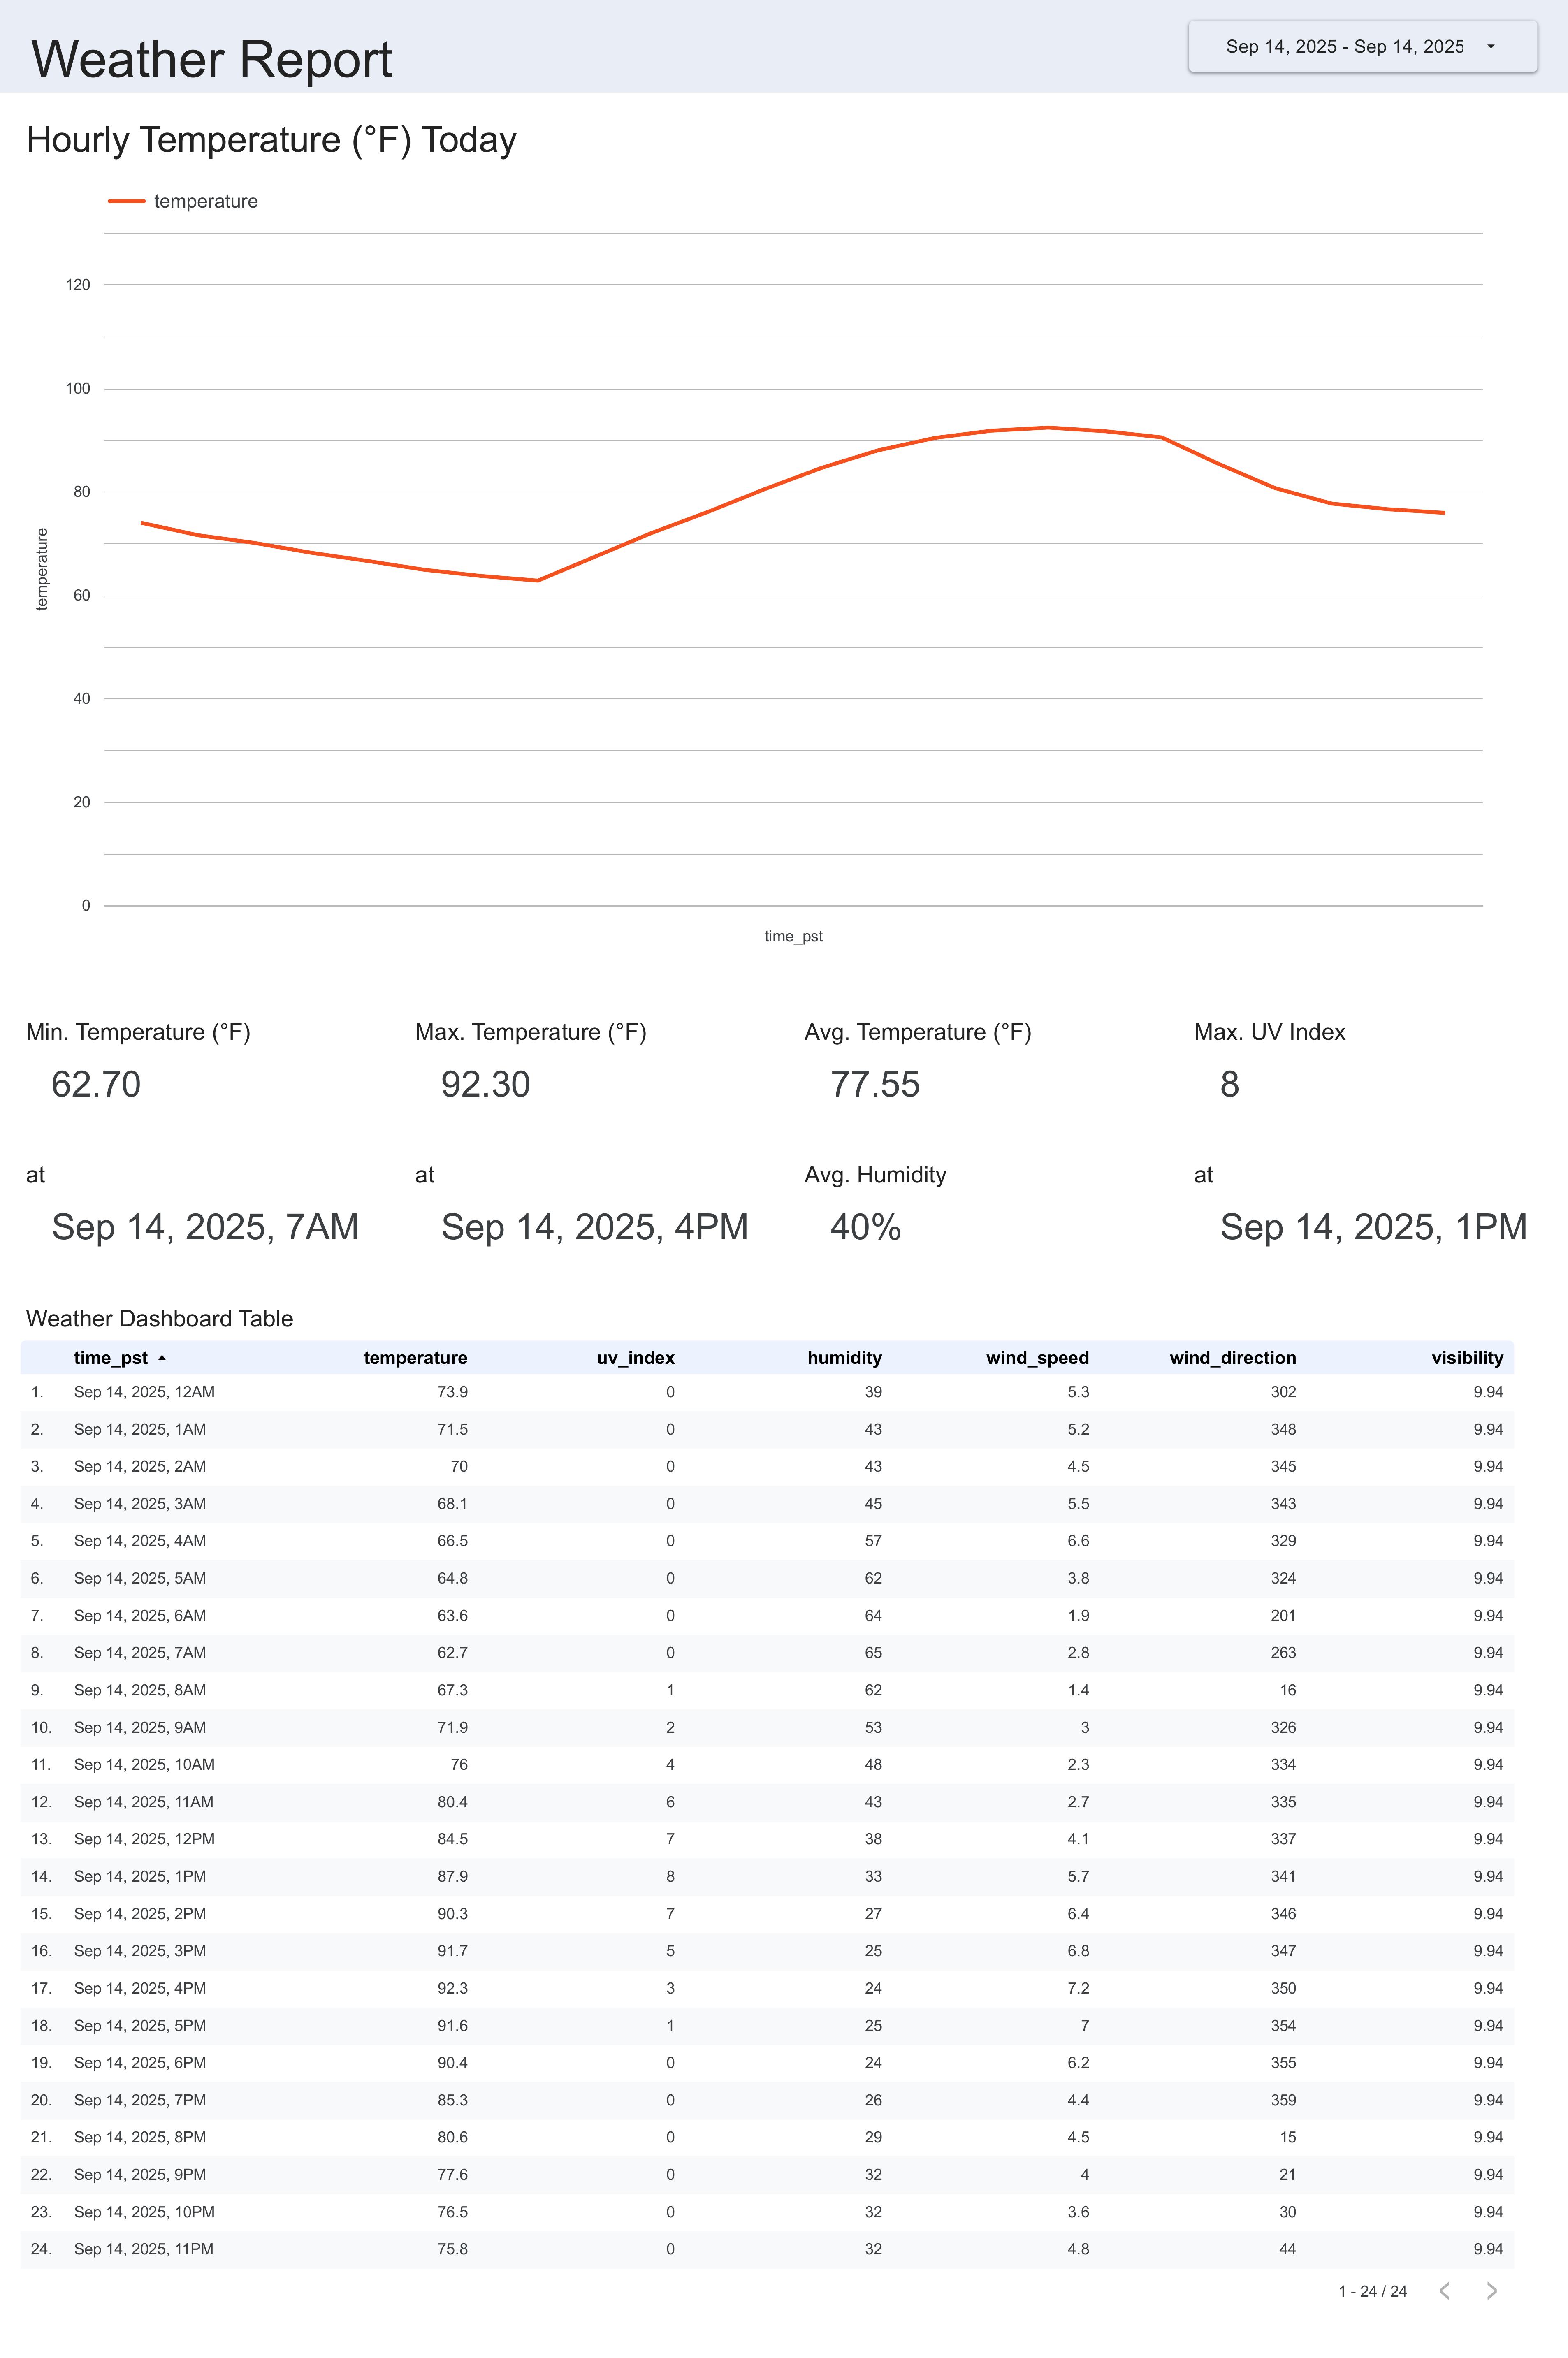 Weather Report
Sep 14, 2025 - Sep 14, 2025
Hourly Temperature (°F) Today
temperature
120
100
80
60
40
20
0
temperature
time_pst
Min. Temperature (°F) Max. Temperature (°F) Avg. Temperature (°F) Max. UV Index
62.70 92.30 77.55 8
at at Avg. Humidity at
Sep 14, 2025, 7AM Sep 14, 2025, 4PM 40% Sep 14, 2025, 1PM
Weather Dashboard Table
time_pst temperature uv_index humidity wind_speed wind_direction visibility
1. Sep 14, 2025, 12AM 73.9 0 39 5.3 302 9.94
2. Sep 14, 2025, 1AM 71.5 0 43 5.2 348 9.94
3. Sep 14, 2025, 2AM 70 0 43 4.5 345 9.94
4. Sep 14, 2025, 3AM 68.1 0 45 5.5 343 9.94
5. Sep 14, 2025, 4AM 66.5 0 57 6.6 329 9.94
6. Sep 14, 2025, 5AM 64.8 0 62 3.8 324 9.94
7. Sep 14, 2025, 6AM 63.6 0 64 1.9 201 9.94
8. Sep 14, 2025, 7AM 62.7 0 65 2.8 263 9.94
9. Sep 14, 2025, 8AM 67.3 1 62 1.4 16 9.94
10. Sep 14, 2025, 9AM 71.9 2 53 3 326 9.94
11. Sep 14, 2025, 10AM 76 4 48 2.3 334 9.94
12. Sep 14, 2025, 11AM 80.4 6 43 2.7 335 9.94
13. Sep 14, 2025, 12PM 84.5 7 38 4.1 337 9.94
14. Sep 14, 2025, 1PM 87.9 8 33 5.7 341 9.94
15. Sep 14, 2025, 2PM 90.3 7 27 6.4 346 9.94
16. Sep 14, 2025, 3PM 91.7 5 25 6.8 347 9.94
17. Sep 14, 2025, 4PM 92.3 3 24 7.2 350 9.94
18. Sep 14, 2025, 5PM 91.6 1 25 7 354 9.94
19. Sep 14, 2025, 6PM 90.4 0 24 6.2 355 9.94
20. Sep 14, 2025, 7PM 85.3 0 26 4.4 359 9.94
21. Sep 14, 2025, 8PM 80.6 0 29 4.5 15 9.94
22. Sep 14, 2025, 9PM 77.6 0 32 4 21 9.94
23. Sep 14, 2025, 10PM 76.5 0 32 3.6 30 9.94
24. Sep 14, 2025, 11PM 75.8 0 32 4.8 44 9.94
1 - 24 / 24